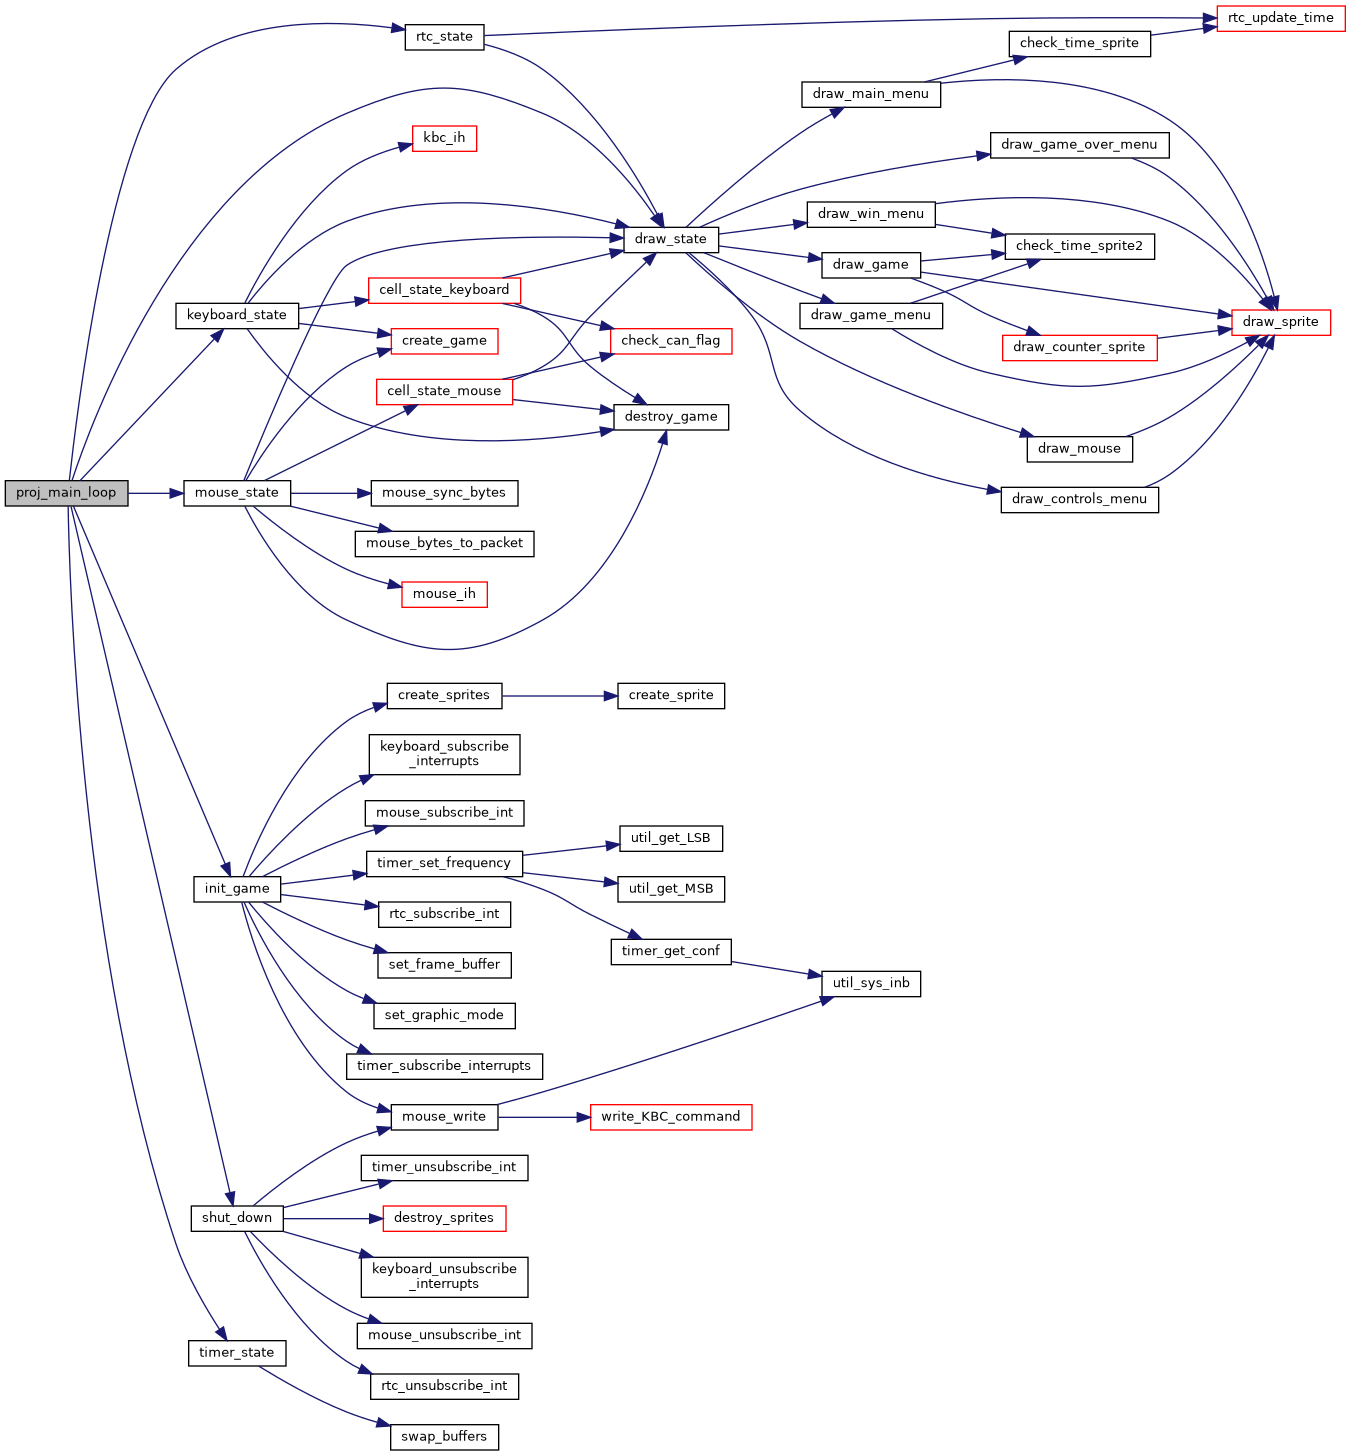 rtc_update_time
rtc_state
check_time_sprite
draw_main_menu
kbc_ih
draw_game_over_menu
draw_win_menu
draw_state
check_time_sprite2
draw_game
cell_state_keyboard
keyboard_state
draw_game_menu
draw_sprite
create_game
check_can_flag
draw_counter_sprite
cell_state_mouse
destroy_game
draw_mouse
proj_main_loop
mouse_state
mouse_sync_bytes
draw_controls_menu
mouse_bytes_to_packet
mouse_ih
create_sprites
create_sprite
keyboard_subscribe
_interrupts
mouse_subscribe_int
util_get_LSB
timer_set_frequency
init_game
util_get_MSB
rtc_subscribe_int
timer_get_conf
set_frame_buffer
util_sys_inb
set_graphic_mode
timer_subscribe_interrupts
mouse_write
write_KBC_command
timer_unsubscribe_int
shut_down
destroy_sprites
keyboard_unsubscribe
_interrupts
mouse_unsubscribe_int
timer_state
rtc_unsubscribe_int
swap_buffers